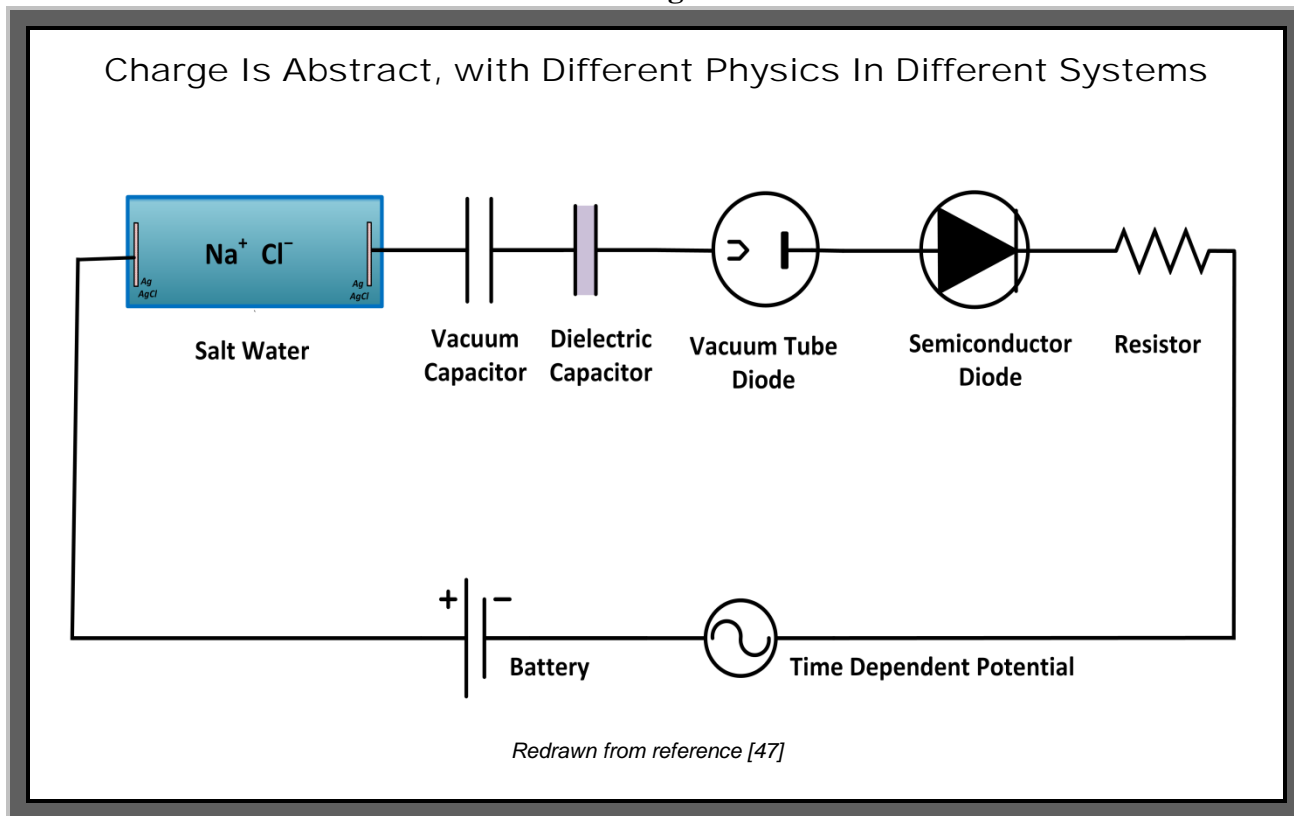 Charge Is Abstract, with Different Physics In Different Systems
Na⁺ Cl⁻
Ag
AgCl
Ag
AgCl
Salt Water
Vacuum
Capacitor
Dielectric
Capacitor
Vacuum Tube
Diode
Semiconductor
Diode
Resistor
+
−
Battery
Time Dependent Potential
Redrawn from reference [47]